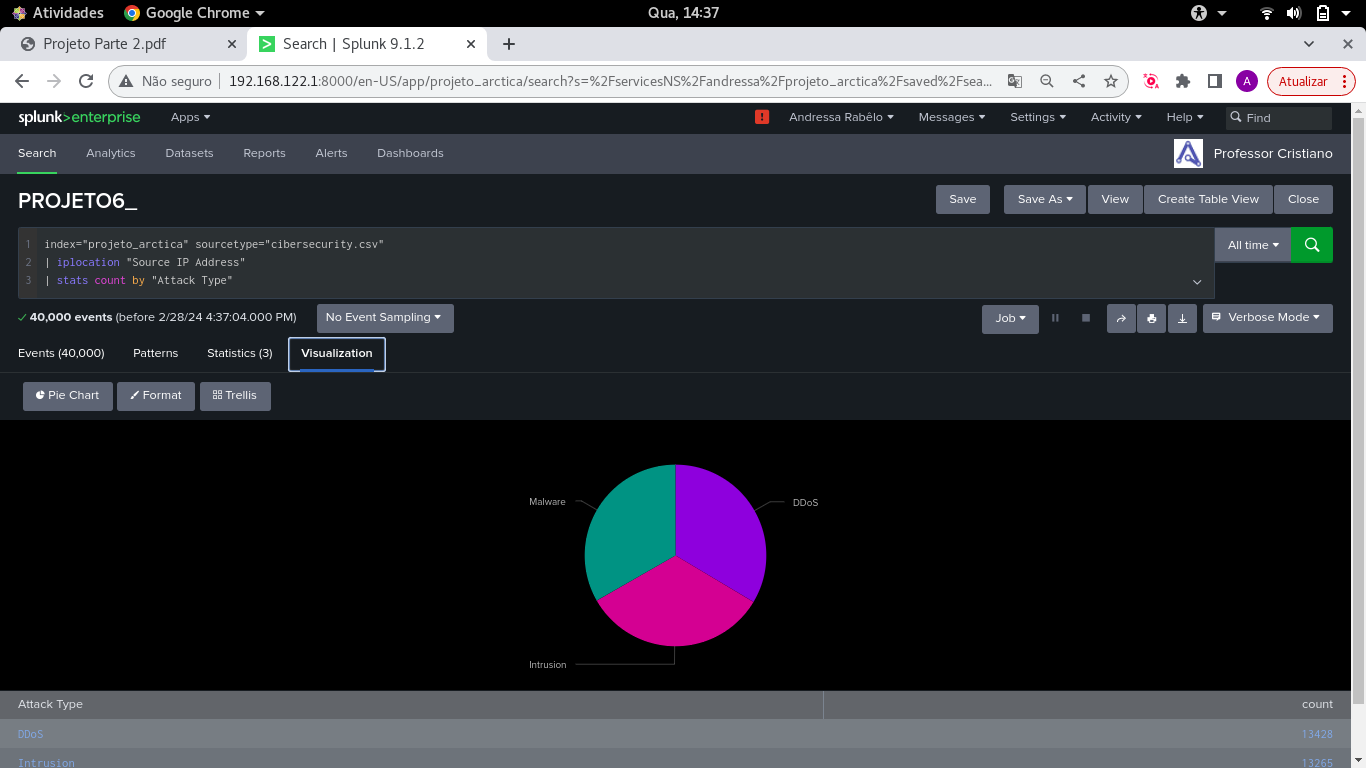 Atividades Google Chrome Qua, 14:37
Projeto Parte 2.pdf Search | Splunk 9.1.2
Não seguro 192.168.122.1:8000/en-US/app/projeto_arctica/search?s=%2FservicesNS%2Fandressa%2Fprojeto_arctica%2Fsaved%2Fsea... A Atualizar
splunk>enterprise Apps ! Andressa Rabêlo Messages Settings Activity Help Find
Search Analytics Datasets Reports Alerts Dashboards Professor Cristiano
PROJETO6_ Save Save As View Create Table View Close
1 index="projeto_arctica" sourcetype="cibersecurity.csv" All time
2 | iplocation "Source IP Address"
3 | stats count by "Attack Type"
40,000 events (before 2/28/24 4:37:04.000 PM) No Event Sampling Job Verbose Mode
Events (40,000) Patterns Statistics (3) Visualization
Pie Chart Format Trellis
Malware DDoS
Intrusion
Attack Type count
DDoS 13428
Intrusion 13265